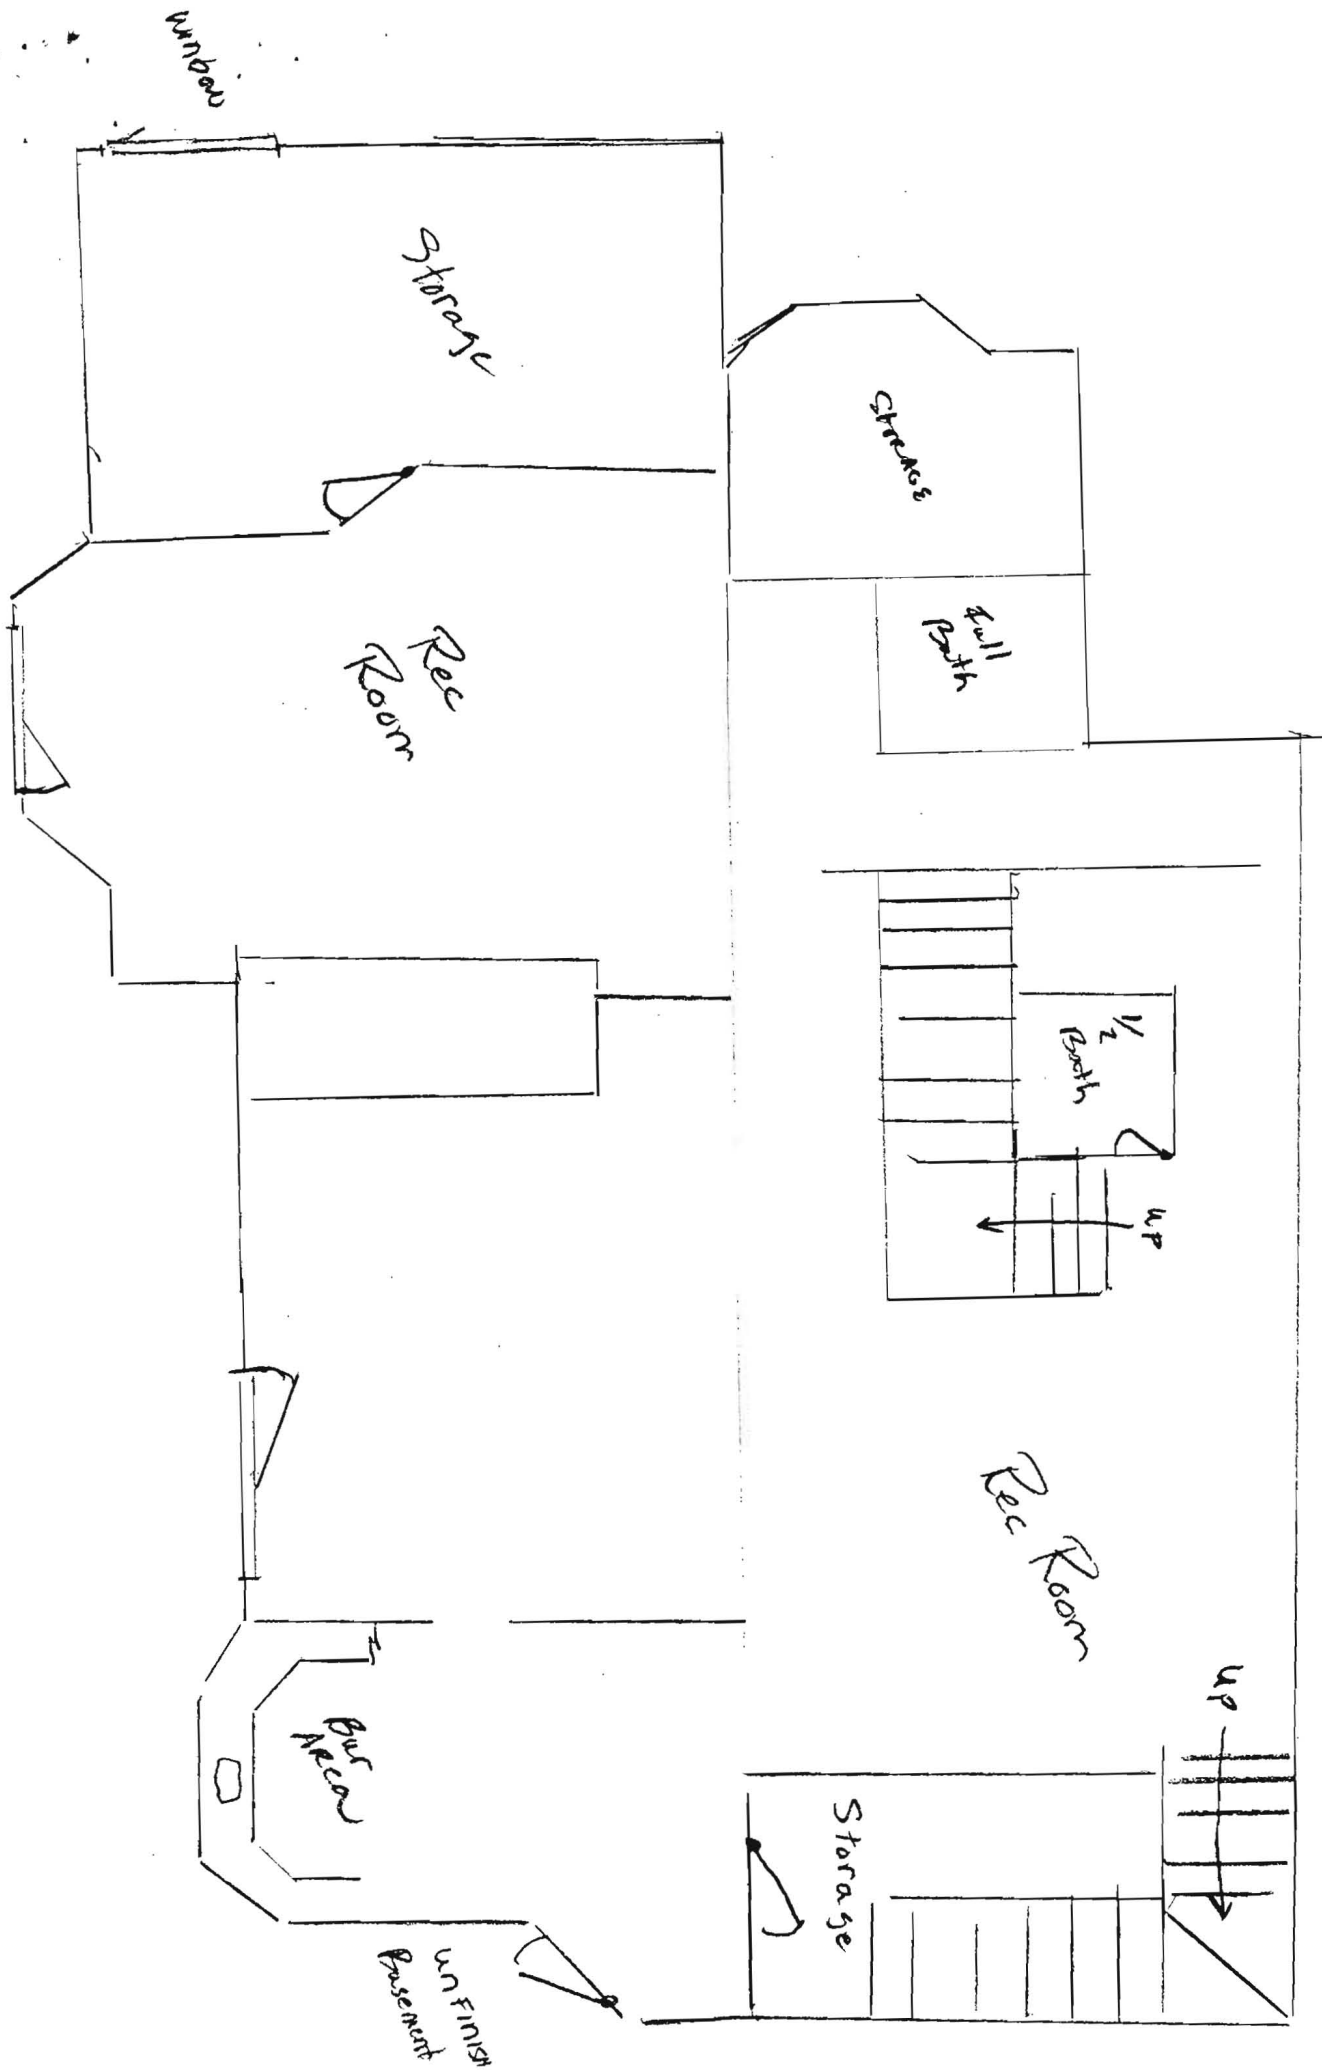 window
Storage
STORAGE
Full
Bath
Rec
Room
1/2
Bath
up
Rec Room
up
Bar
AREA
Storage
unFINISH
Basement